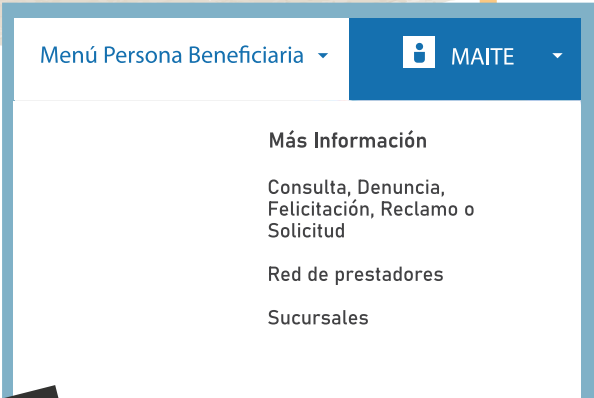 Menú Persona Beneficiaria
MAITE
Más Información
Consulta, Denuncia,
Felicitación, Reclamo o
Solicitud
Red de prestadores
Sucursales